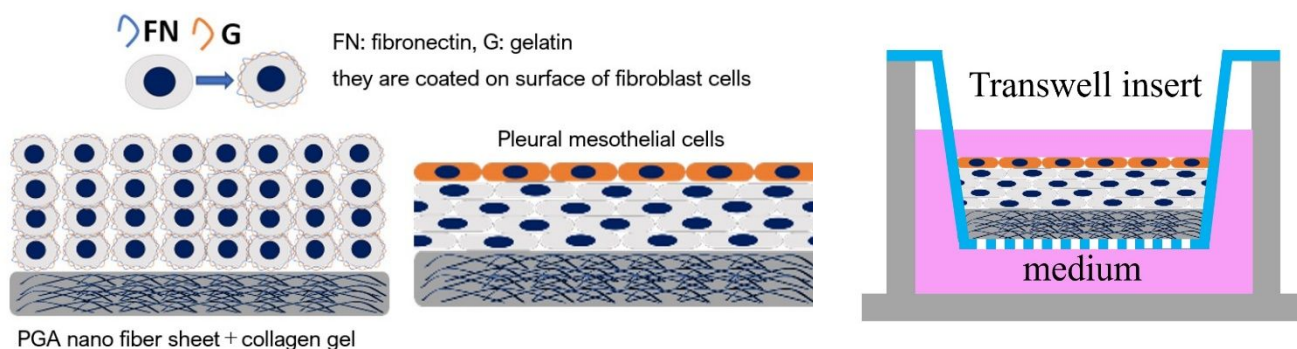 FN G
FN: fibronectin, G: gelatin
they are coated on surface of fibroblast cells
Pleural mesothelial cells
PGA nano fiber sheet＋collagen gel
Transwell insert
medium